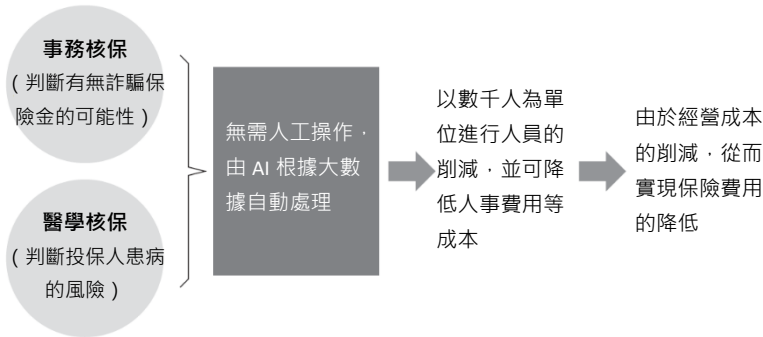 事務核保
（判斷有無詐騙保
險金的可能性）
醫學核保
（判斷投保人患病
的風險）
無需人工操作，
由 AI 根據大數
據自動處理
以數千人為單
位進行人員的
削減，並可降
低人事費用等
成本
由於經營成本
的削減，從而
實現保險費用
的降低